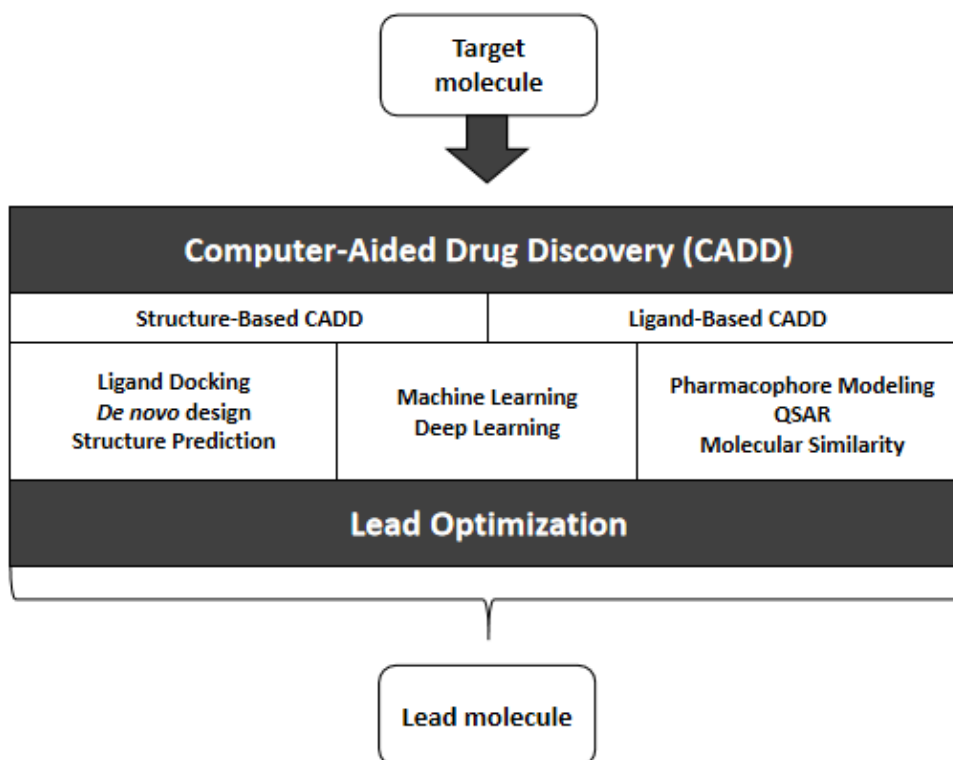 Target
molecule
Computer-Aided Drug Discovery (CADD)
Structure-Based CADD
Ligand-Based CADD
Ligand Docking
De novo design
Structure Prediction
Machine Learning
Deep Learning
Pharmacophore Modeling
QSAR
Molecular Similarity
Lead Optimization
Lead molecule